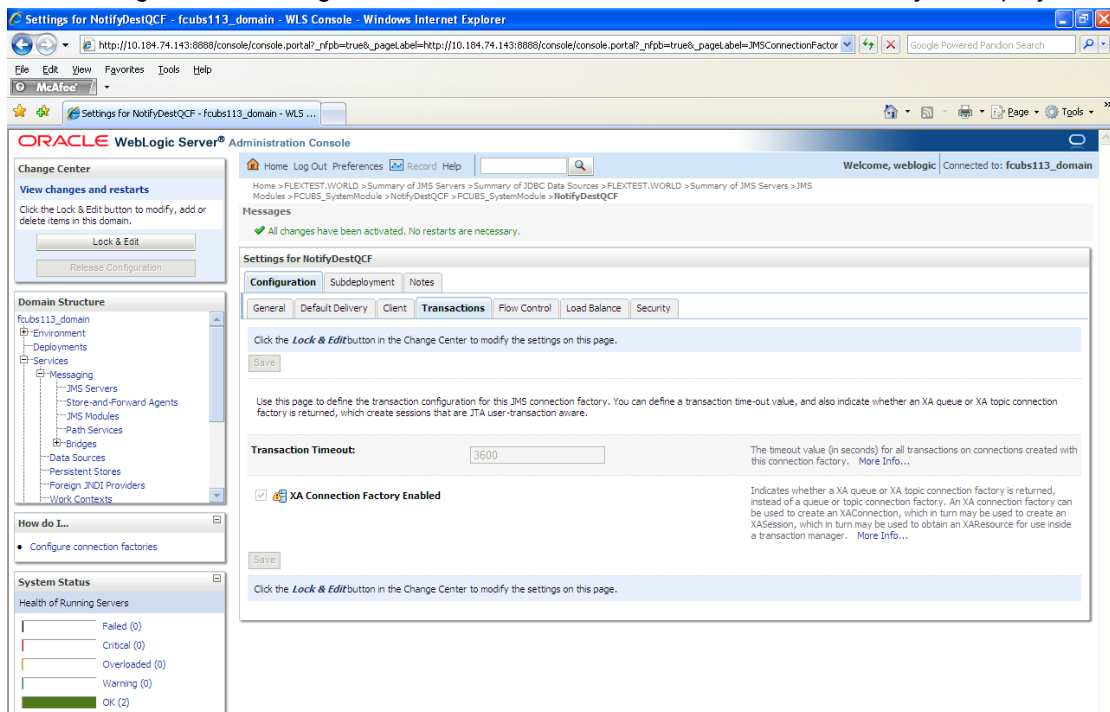 Settings for NotifyDestQCF - fcubs113_domain - WLS Console - Windows Internet Explorer
http://10.184.74.143:8888/console/console.portal?_nfpb=true&_pageLabel=http://10.184.74.143:8888/console/console.portal?_nfpb=true&_pageLabel=JMSConnectionFactor
Google Powered Pandion Search
File Edit View Favorites Tools Help
McAfee
Settings for NotifyDestQCF - fcubs113_domain - WLS ...
Page Tools
ORACLE WebLogic Server® Administration Console
Change Center
View changes and restarts
Click the Lock & Edit button to modify, add or
delete items in this domain.
Lock & Edit
Release Configuration
Domain Structure
fcubs113_domain
Environment
Deployments
Services
Messaging
JMS Servers
Store-and-Forward Agents
JMS Modules
Path Services
Bridges
Data Sources
Persistent Stores
Foreign JNDI Providers
Work Contexts
How do I...
Configure connection factories
System Status
Health of Running Servers
Failed (0)
Critical (0)
Overloaded (0)
Warning (0)
OK (2)
Home Log Out Preferences Record Help
Welcome, weblogic Connected to: fcubs113_domain
Home >FLEXTEST.WORLD >Summary of JMS Servers >Summary of JDBC Data Sources >FLEXTEST.WORLD >Summary of JMS Servers >JMS
Modules >FCUBS_SystemModule >NotifyDestQCF >FCUBS_SystemModule >NotifyDestQCF
Messages
All changes have been activated. No restarts are necessary.
Settings for NotifyDestQCF
Configuration Subdeployment Notes
General Default Delivery Client Transactions Flow Control Load Balance Security
Click the Lock & Edit button in the Change Center to modify the settings on this page.
Save
Use this page to define the transaction configuration for this JMS connection factory. You can define a transaction time-out value, and also indicate whether an XA queue or XA topic connection
factory is returned, which create sessions that are JTA user-transaction aware.
Transaction Timeout:
3600
The timeout value (in seconds) for all transactions on connections created with
this connection factory. More Info...
XA Connection Factory Enabled
Indicates whether a XA queue or XA topic connection factory is returned,
instead of a queue or topic connection factory. An XA connection factory can
be used to create an XAConnection, which in turn may be used to create an
XASession, which in turn may be used to obtain an XAResource for use inside
a transaction manager. More Info...
Save
Click the Lock & Edit button in the Change Center to modify the settings on this page.